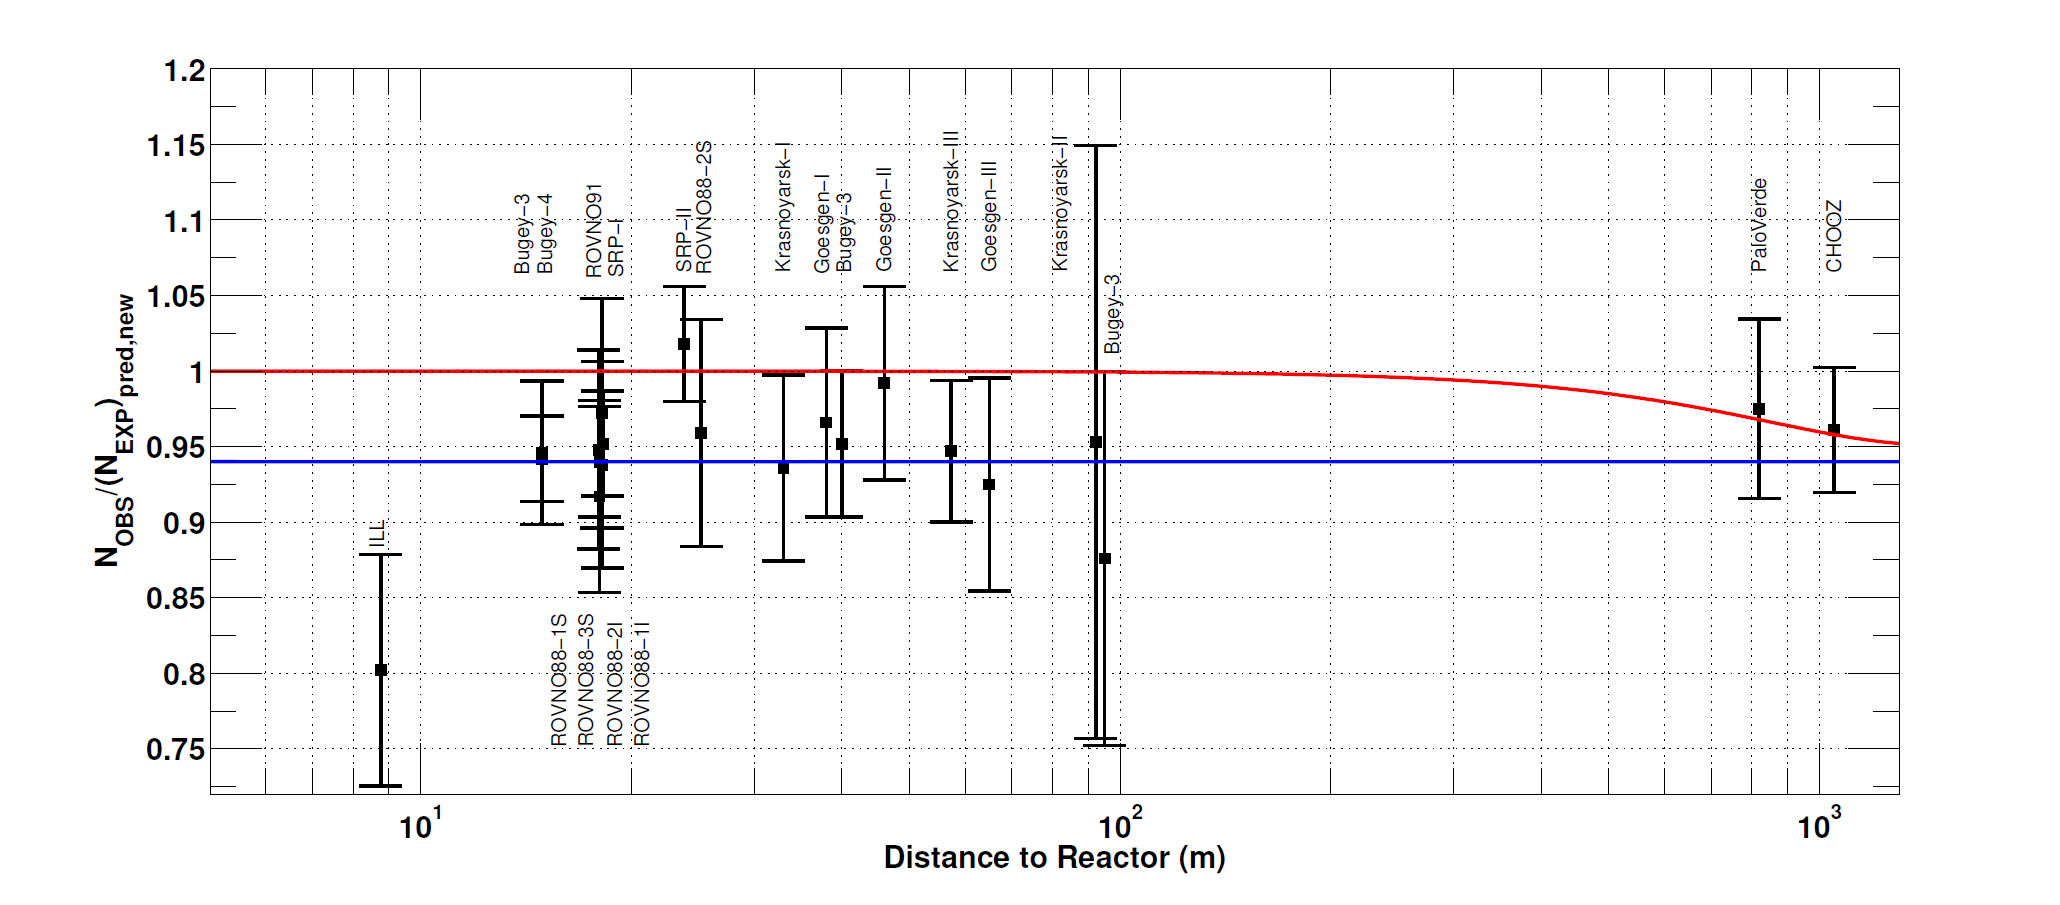 N_OBS/(N_EXP)_pred,new
1.2
1.15
1.1
1.05
1
0.95
0.9
0.85
0.8
0.75
ILL
Bugey–3
Bugey–4
ROVNO91
SRP–I
SRP–II
ROVNO88–2S
Krasnoyarsk–I
Goesgen–I
Bugey–3
Goesgen–II
Krasnoyarsk–III
Goesgen–III
Krasnoyarsk–II
Bugey–3
PaloVerde
CHOOZ
ROVNO88–1S
ROVNO88–3S
ROVNO88–2I
ROVNO88–1I
10^1
10^2
10^3
Distance to Reactor (m)